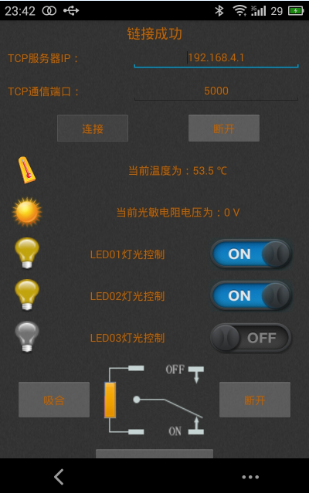 23:42 29
链接成功
TCP服务器IP： 192.168.4.1
TCP通信端口： 5000
连接 断开
当前温度为：53.5 ℃
当前光敏电阻电压为：0 V
LED01灯光控制 ON
LED02灯光控制 ON
LED03灯光控制 OFF
OFF
吸合 断开
ON